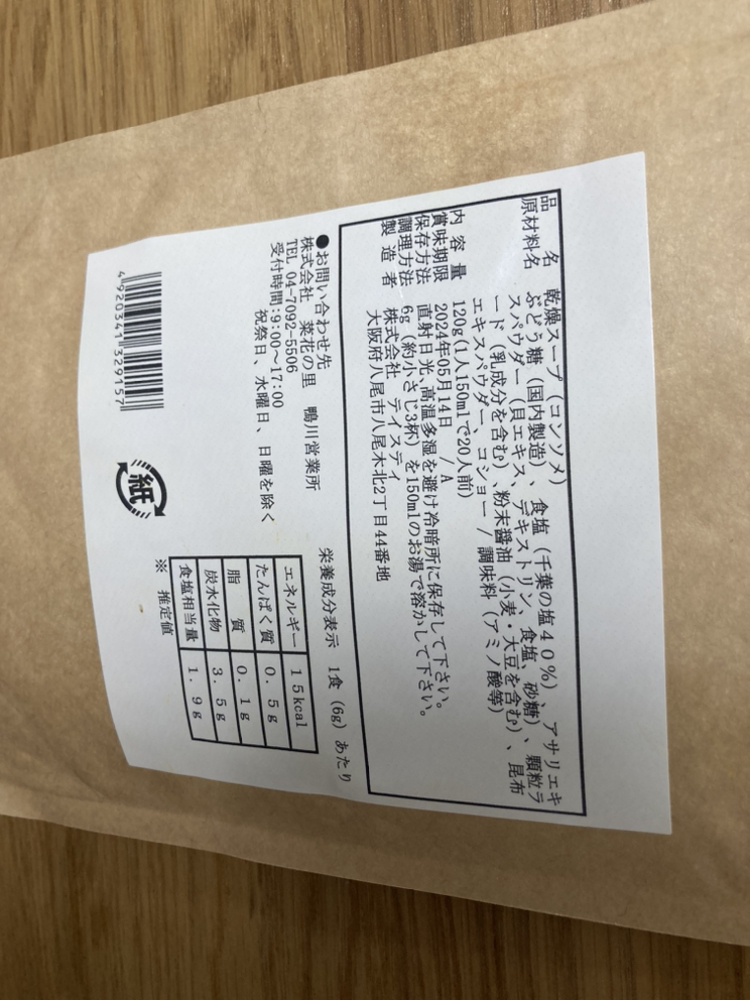 品名 乾燥スープ（コンソメ）
原材料名 ぶどう糖（国内製造）、食塩（千葉の塩４０％）、アサリエキ
スパウダー（貝エキス、デキストリン、食塩、砂糖）、顆粒ラ
ード（乳成分を含む）、粉末醤油（小麦・大豆を含む）、昆布
エキスパウダー、コショー / 調味料（アミノ酸等）
内容量 120g(1人150mlで20人前)
賞味期限 2024年05月14日 /A
保存方法 直射日光、高温多湿を避け冷暗所に保存して下さい。
調理方法 6g（約小さじ3杯）を150mlのお湯で溶かして下さい。
製造者 株式会社 テイスティ
大阪府八尾市八尾木北2丁目44番地
●お問い合わせ先
株式会社 菜花の里 鴨川営業所
TEL 04-7092-5506
受付時間:9:00～17:00
祝祭日、水曜日、日曜を除く
4920341329157
紙
栄養成分表示 1食（6g）あたり
エネルギー １５kcal
たんぱく質 ０．５ｇ
脂質 ０．１ｇ
炭水化物 ３．５ｇ
食塩相当量 １．９ｇ
※ 推定値